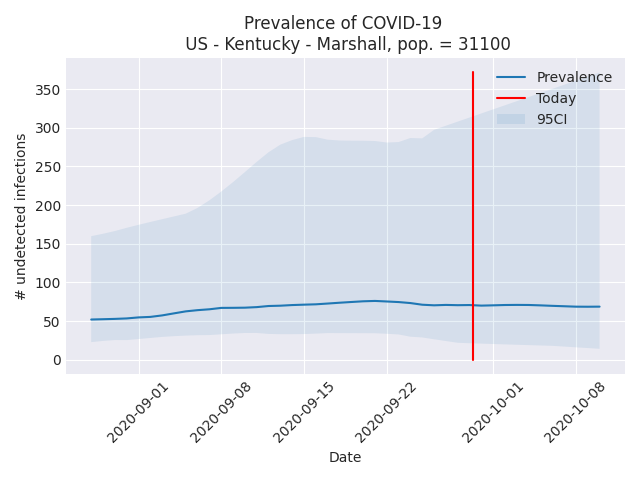 Prevalence of COVID-19
US - Kentucky - Marshall, pop. = 31100
Prevalence
Today
95CI
# undetected infections
350
300
250
200
150
100
50
0
2020-09-01
2020-09-08
2020-09-15
2020-09-22
2020-10-01
2020-10-08
Date